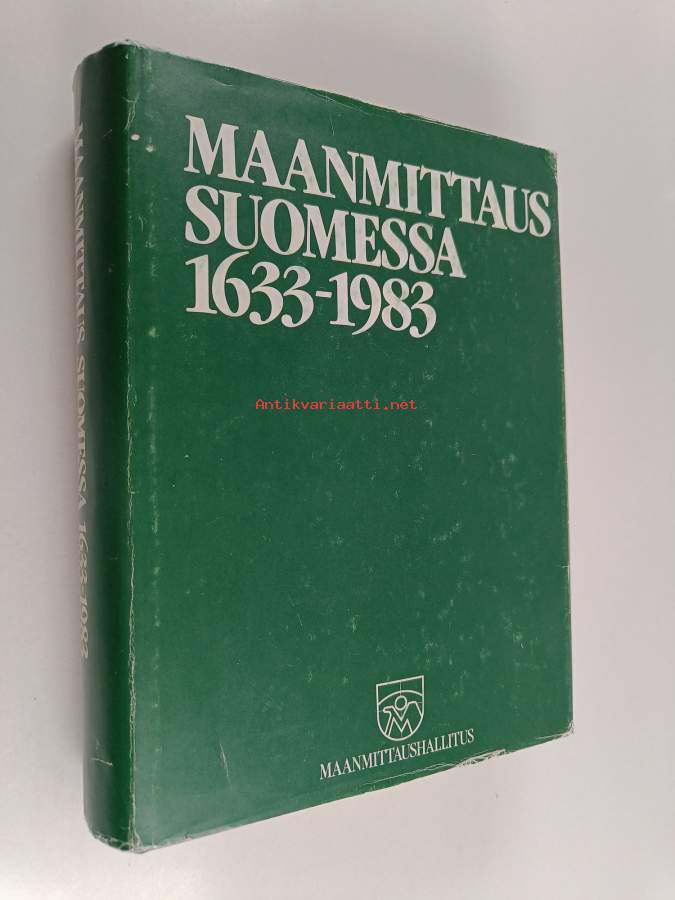 MAANMITTAUS
SUOMESSA
1633-1983
Antikvariaatti.net
MAANMITTAUSHALLITUS
MAANMITTAUS SUOMESSA 1633-1983